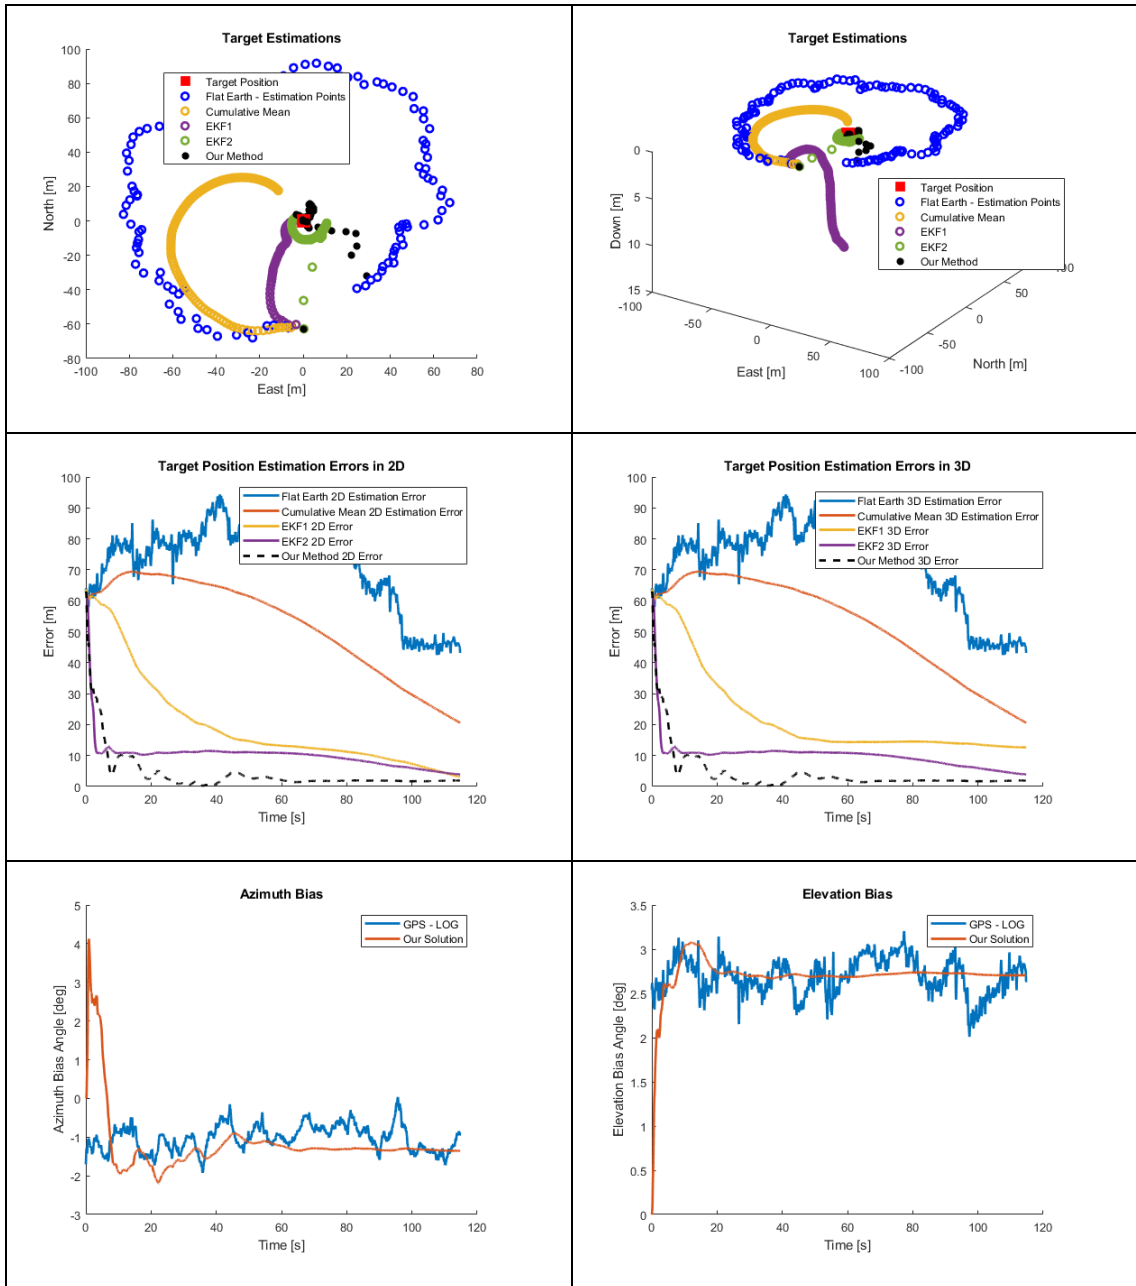 Target Estimations
100
80
60
40
20
0
-20
-40
-60
-80
North [m]
-100
-80
-60
-40
-20
0
20
40
60
80
East [m]
Target Position
Flat Earth - Estimation Points
Cumulative Mean
EKF1
EKF2
Our Method
Target Estimations
0
5
10
15
Down [m]
-100
-50
0
50
100
East [m]
-100
-50
0
50
North [m]
Target Position
Flat Earth - Estimation Points
Cumulative Mean
EKF1
EKF2
Our Method
Target Position Estimation Errors in 2D
100
90
80
70
60
50
40
30
20
10
0
Error [m]
0
20
40
60
80
100
120
Time [s]
Flat Earth 2D Estimation Error
Cumulative Mean 2D Estimation Error
EKF1 2D Error
EKF2 2D Error
Our Method 2D Error
Target Position Estimation Errors in 3D
100
90
80
70
60
50
40
30
20
10
0
Error [m]
0
20
40
60
80
100
120
Time [s]
Flat Earth 3D Estimation Error
Cumulative Mean 3D Estimation Error
EKF1 3D Error
EKF2 3D Error
Our Method 3D Error
Azimuth Bias
5
4
3
2
1
0
-1
-2
-3
Azimuth Bias Angle [deg]
0
20
40
60
80
100
120
Time [s]
GPS - LOG
Our Solution
Elevation Bias
3.5
3
2.5
2
1.5
1
0.5
0
Elevation Bias Angle [deg]
0
20
40
60
80
100
120
Time [s]
GPS - LOG
Our Solution